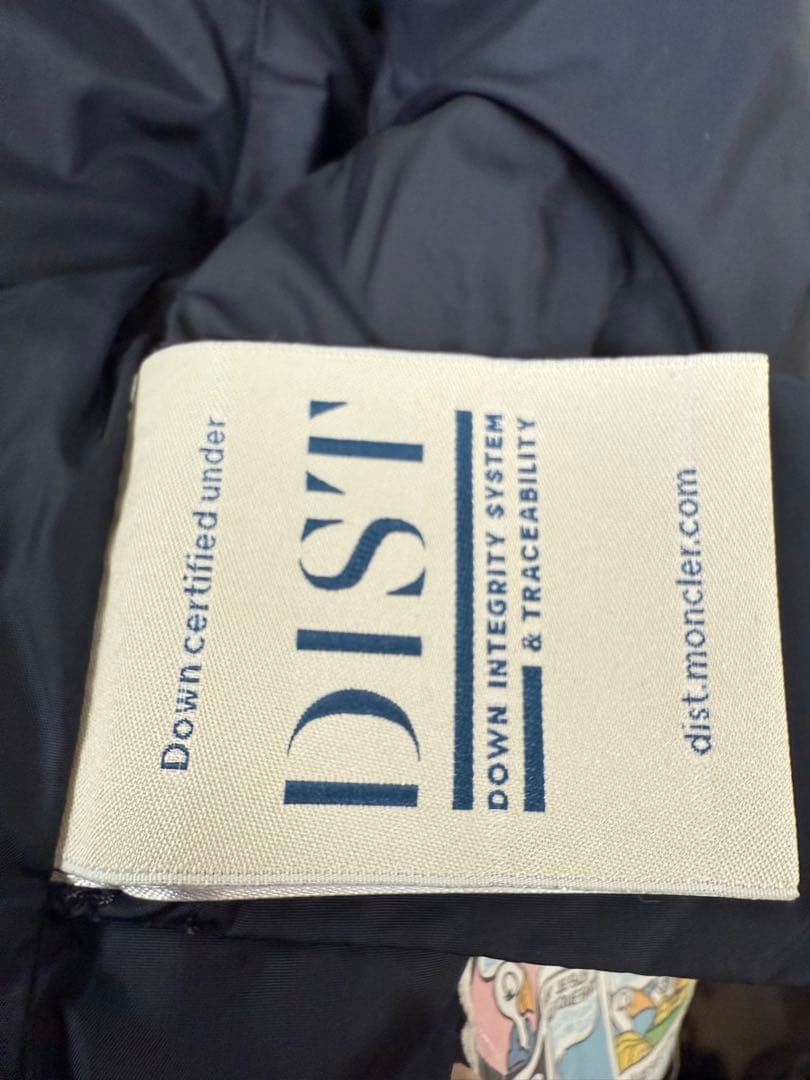 Down certified under
DIST
DOWN INTEGRITY SYSTEM
& TRACEABILITY
dist.moncler.com